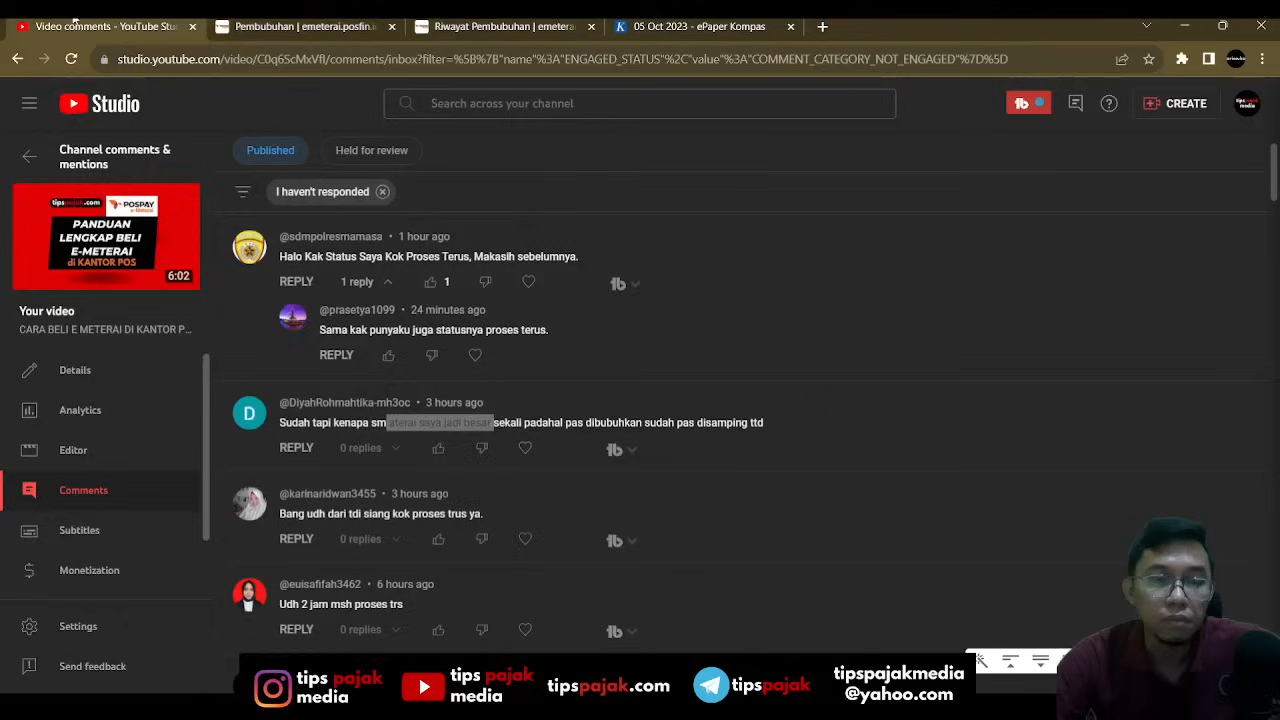 Video comments - YouTube Stu
Pembubuhan | emeterai.posfin.
Riwayat Pembubuhan | emetera
05 Oct 2023 - ePaper Kompas
studio.youtube.com/video/C0q6ScMxVfI/comments/inbox?filter=%5B%7B"name"%3A"ENGAGED_STATUS"%2C"value"%3A"COMMENT_CATEGORY_NOT_ENGAGED"%7D%5D
Studio
Search across your channel
CREATE
Channel comments &
mentions
Published
Held for review
I haven't responded
tipspajak.com
POSPAY
PANDUAN
LENGKAP BELI
E-METERAI
di KANTOR POS
6:02
Your video
CARA BELI E METERAI DI KANTOR P...
Details
Analytics
Editor
Comments
Subtitles
Monetization
Settings
Send feedback
@sdmpolresmamasa • 1 hour ago
Halo Kak Status Saya Kok Proses Terus, Makasih sebelumnya.
REPLY 1 reply 1
@prasetya1099 • 24 minutes ago
Sama kak punyaku juga statusnya proses terus.
REPLY
D
@DiyahRohmahtika-mh3oc • 3 hours ago
Sudah tapi kenapa smaterai saya jadi besar sekali padahal pas dibubuhkan sudah pas disamping ttd
REPLY 0 replies
@karinaridwan3455 • 3 hours ago
Bang udh dari tdi siang kok proses trus ya.
REPLY 0 replies
@euisafifah3462 • 6 hours ago
Udh 2 jam msh proses trs
REPLY 0 replies
tips pajak
media
tips pajak
media
tipspajak.com
tipspajak
tipspajakmedia
@yahoo.com